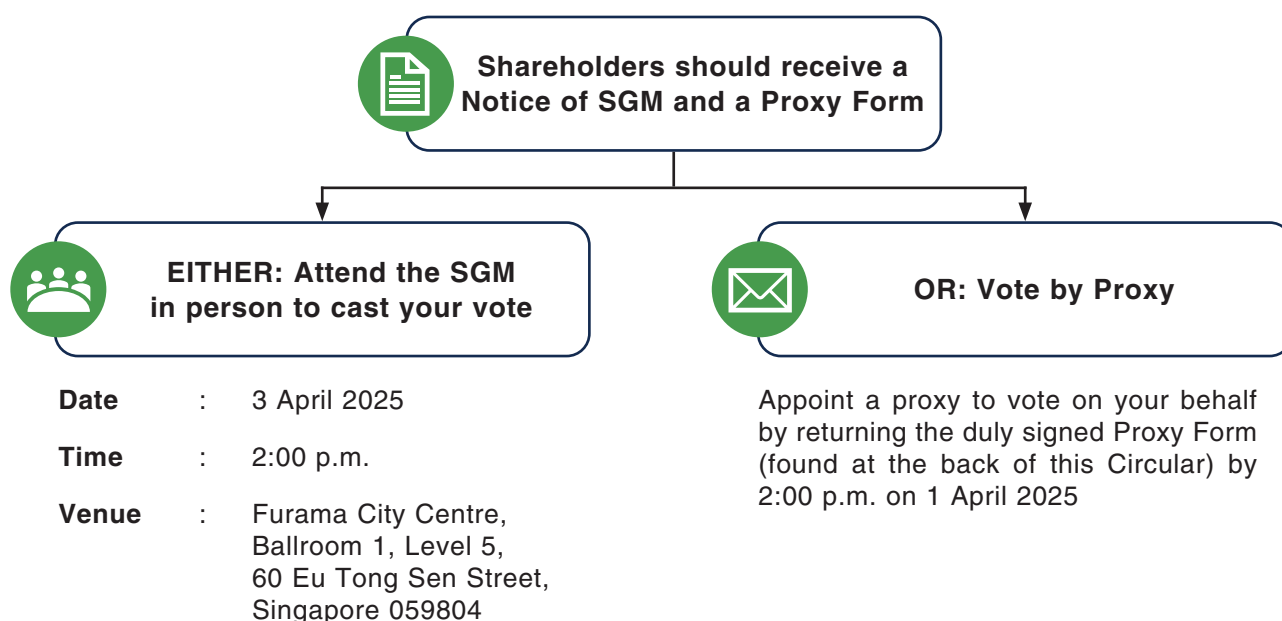 Shareholders should receive a
Notice of SGM and a Proxy Form
EITHER: Attend the SGM
in person to cast your vote
Date : 3 April 2025
Time : 2:00 p.m.
Venue : Furama City Centre,
Ballroom 1, Level 5,
60 Eu Tong Sen Street,
Singapore 059804
OR: Vote by Proxy
Appoint a proxy to vote on your behalf
by returning the duly signed Proxy Form
(found at the back of this Circular) by
2:00 p.m. on 1 April 2025